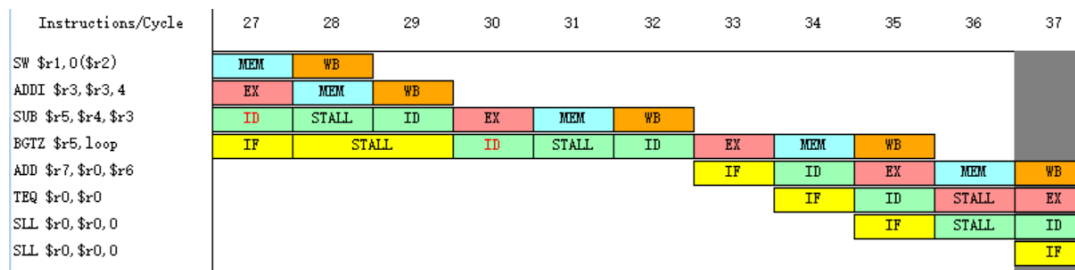 Instructions/Cycle 27 28 29 30 31 32 33 34 35 36 37
SW $r1,0($r2) MEM WB
ADDI $r3,$r3,4 EX MEM WB
SUB $r5,$r4,$r3 ID STALL ID EX MEM WB
BGTZ $r5,loop IF STALL ID STALL ID EX MEM WB
ADD $r7,$r0,$r6 IF ID EX MEM WB
TEQ $r0,$r0 IF ID STALL EX
SLL $r0,$r0,0 IF STALL ID
SLL $r0,$r0,0 IF